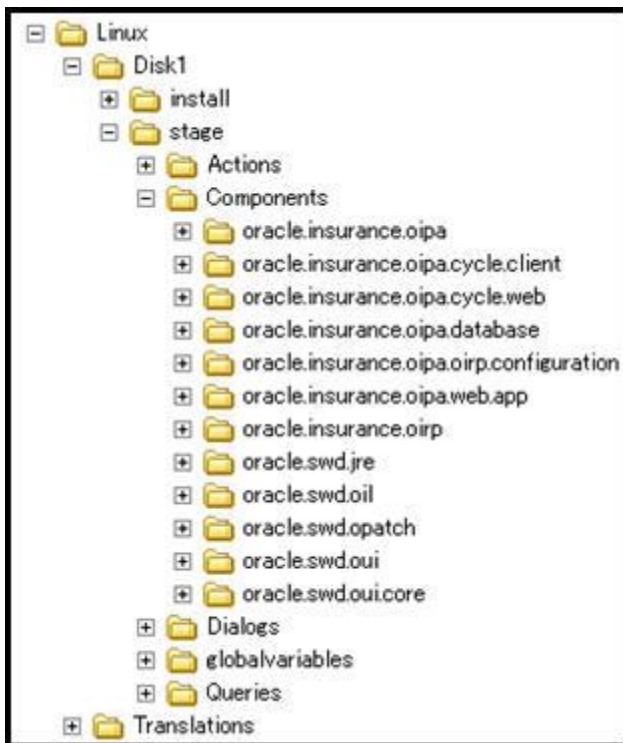 Linux
Disk1
install
stage
Actions
Components
oracle.insurance.oipa
oracle.insurance.oipa.cycle.client
oracle.insurance.oipa.cycle.web
oracle.insurance.oipa.database
oracle.insurance.oipa.oirp.configuration
oracle.insurance.oipa.web.app
oracle.insurance.oirp
oracle.swd.jre
oracle.swd.oil
oracle.swd.opatch
oracle.swd.oui
oracle.swd.oui.core
Dialogs
globalvariables
Queries
Translations